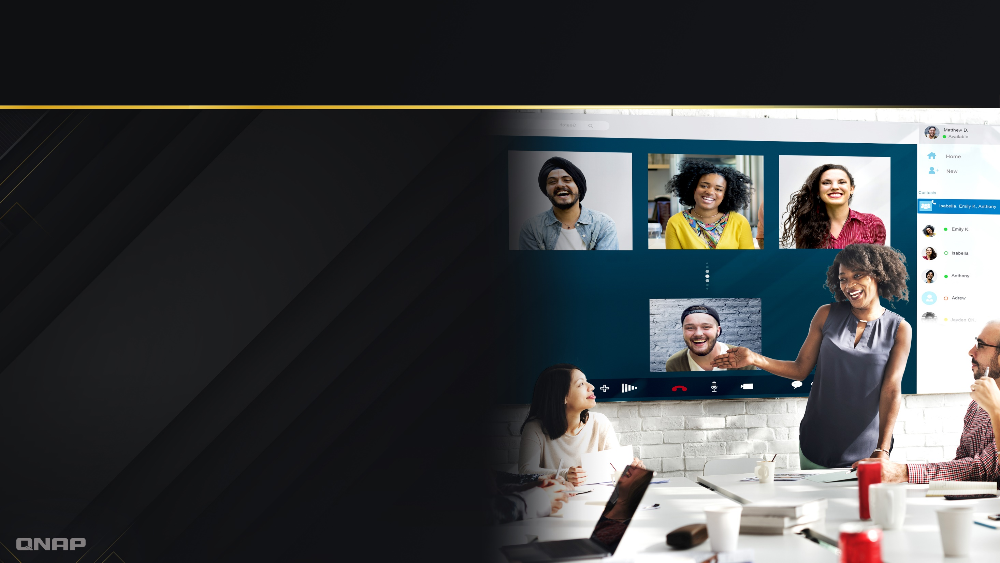 Search
Matthew D.
Available
Home
New
Contacts
Isabella, Emily K, Anthony
Emily K.
Isabella
Anthony
Adrew
Jayden CK.
QNAP